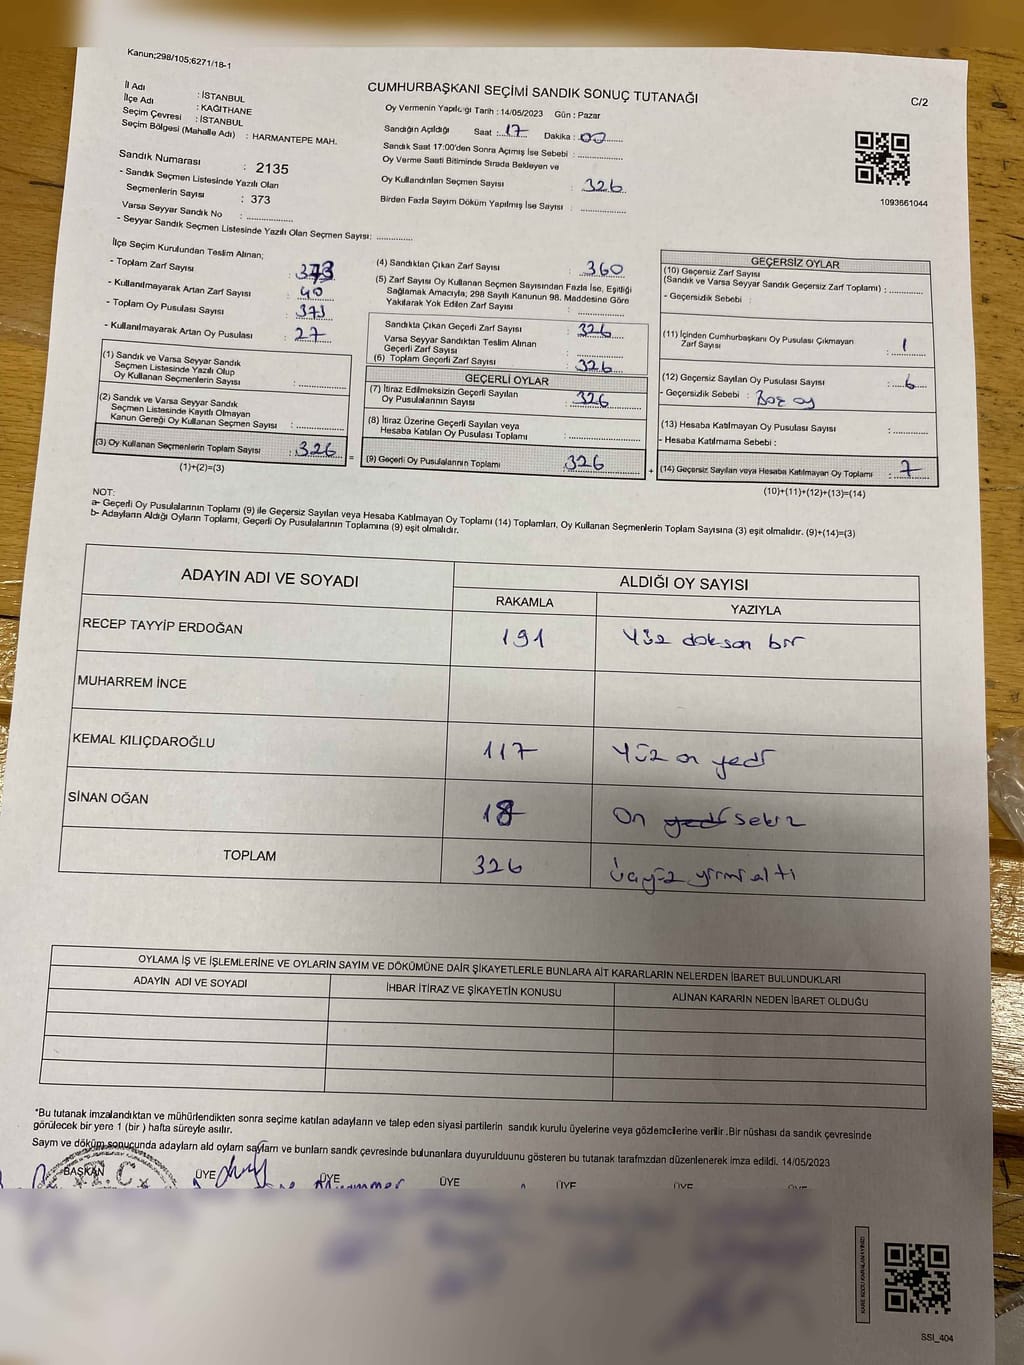 Kanun;298/105;6271/18-1
İl Adı : İSTANBUL
İlçe Adı : KAĞITHANE
Seçim Çevresi : İSTANBUL
Seçim Bölgesi (Mahalle Adı) : HARMANTEPE MAH.
Sandık Numarası : 2135
- Sandık Seçmen Listesinde Yazılı Olan
Seçmenlerin Sayısı : 373
Varsa Seyyar Sandık No : ..............
- Seyyar Sandık Seçmen Listesinde Yazılı Olan Seçmen Sayısı: ............
CUMHURBAŞKANI SEÇİMİ SANDIK SONUÇ TUTANAĞI
C/2
Oy Vermenin Yapıldığı Tarih : 14/05/2023 Gün : Pazar
Sandığın Açıldığı Saat : 17 Dakika : 00
Sandık Saat 17:00'den Sonra Açımış İse Sebebi : ..............
Oy Verme Saati Bitiminde Sırada Bekleyen ve
Oy Kullandırılan Seçmen Sayısı : 326
Birden Fazla Sayım Döküm Yapılmış İse Sayısı : ..............
1093661044
İlçe Seçim Kurulundan Teslim Alınan;
- Toplam Zarf Sayısı : 373
- Kullanılmayarak Artan Zarf Sayısı : 40
- Toplam Oy Pusulası Sayısı : 373
- Kullanılmayarak Artan Oy Pusulası : 27
(1) Sandık ve Varsa Seyyar Sandık
Seçmen Listesinde Yazılı Olup
Oy Kullanan Seçmenlerin Sayısı : ............
(2) Sandık ve Varsa Seyyar Sandık
Seçmen Listesinde Kayıtlı Olmayan
Kanun Gereği Oy Kullanan Seçmen Sayısı : ............
(3) Oy Kullanan Seçmenlerin Toplam Sayısı : 326
(1)+(2)=(3)
=
(4) Sandıktan Çıkan Zarf Sayısı : 360
(5) Zarf Sayısı Oy Kullanan Seçmen Sayısından Fazla İse, Eşitliği
Sağlamak Amacıyla; 298 Sayılı Kanunun 98. Maddesine Göre
Yakılarak Yok Edilen Zarf Sayısı : ............
Sandıkta Çıkan Geçerli Zarf Sayısı : 326
Varsa Seyyar Sandıktan Teslim Alınan
Geçerli Zarf Sayısı : ............
(6) Toplam Geçerli Zarf Sayısı : 326
GEÇERLİ OYLAR
(7) İtiraz Edilmeksizin Geçerli Sayılan
Oy Pusulalarının Sayısı : 326
(8) İtiraz Üzerine Geçerli Sayılan veya
Hesaba Katılan Oy Pusulası Toplamı : ............
(9) Geçerli Oy Pusulalarının Toplamı 326
+
GEÇERSİZ OYLAR
(10) Geçersiz Zarf Sayısı
(Sandık ve Varsa Seyyar Sandık Geçersiz Zarf Toplamı) : ..........
- Geçersizlik Sebebi :
(11) İçinden Cumhurbaşkanı Oy Pusulası Çıkmayan
Zarf Sayısı : 1
(12) Geçersiz Sayılan Oy Pusulası Sayısı : 6
- Geçersizlik Sebebi : Boz oy
(13) Hesaba Katılmayan Oy Pusulası Sayısı : ..........
- Hesaba Katılmama Sebebi :
(14) Geçersiz Sayılan veya Hesaba Katılmayan Oy Toplamı : 7
(10)+(11)+(12)+(13)=(14)
NOT:
a- Geçerli Oy Pusulalarının Toplamı (9) ile Geçersiz Sayılan veya Hesaba Katılmayan Oy Toplamı (14) Toplamları, Oy Kullanan Seçmenlerin Toplam Sayısına (3) eşit olmalıdır. (9)+(14)=(3)
b- Adayların Aldığı Oyların Toplamı, Geçerli Oy Pusulalarının Toplamına (9) eşit olmalıdır.
ADAYIN ADI VE SOYADI ALDIĞI OY SAYISI
RAKAMLA YAZIYLA
RECEP TAYYİP ERDOĞAN 191 Yüz doksan bir
MUHARREM İNCE
KEMAL KILIÇDAROĞLU 117 Yüz on yedi
SİNAN OĞAN 18 On yedi sekiz
TOPLAM 326 Üçyüz yirmi altı
OYLAMA İŞ VE İŞLEMLERİNE VE OYLARIN SAYIM VE DÖKÜMÜNE DAİR ŞİKAYETLERLE BUNLARA AİT KARARLARIN NELERDEN İBARET BULUNDUKLARI
ADAYIN ADI VE SOYADI İHBAR İTİRAZ VE ŞİKAYETİN KONUSU ALINAN KARARIN NEDEN İBARET OLDUĞU
*Bu tutanak imzalandıktan ve mühürlendikten sonra seçime katılan adayların ve talep eden siyasi partilerin sandık kurulu üyelerine veya gözlemcilerine verilir .Bir nüshası da sandık çevresinde
görülecek bir yere 1 (bir ) hafta süreyle asılır.
Sayım ve döküm sonucunda adayların aldı oyların sayları ve bunların sandık çevresinde bulunanlara duyurulduunu gösteren bu tutanak tarafmzdan düzenlenerek imza edildi. 14/05/2023
BAŞKAN ÜYE ÜYE ÜYE ÜYE ÜYE ÜYE
T.C.
KARE KODU KARALAMAYINIZ!
SSI_404